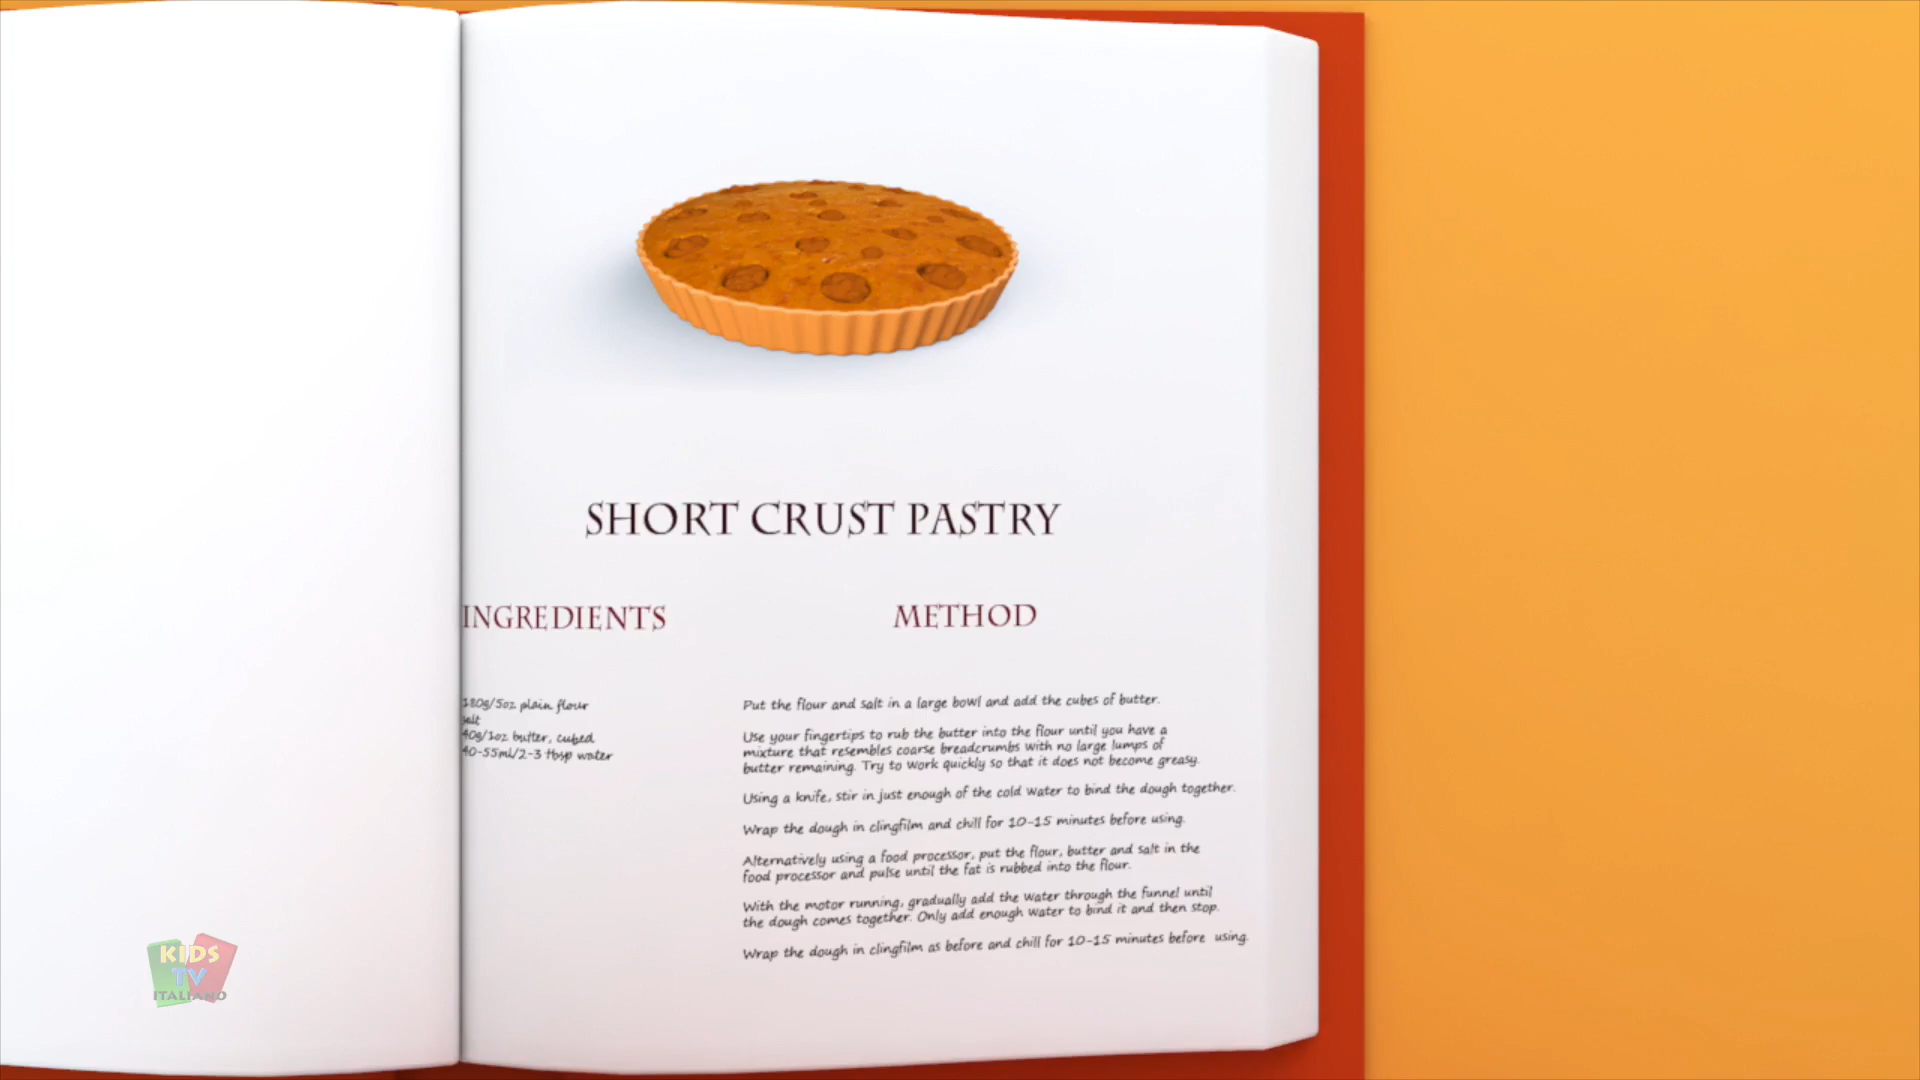 SHORT CRUST PASTRY
INGREDIENTS
180g/5oz plain flour
salt
40g/1oz butter, cubed
40-55ml/2-3 tbsp water
METHOD
Put the flour and salt in a large bowl and add the cubes of butter.
Use your fingertips to rub the butter into the flour until you have a
mixture that resembles coarse breadcrumbs with no large lumps of
butter remaining. Try to work quickly so that it does not become greasy.
Using a knife, stir in just enough of the cold water to bind the dough together.
Wrap the dough in clingfilm and chill for 10-15 minutes before using.
Alternatively using a food processor, put the flour, butter and salt in the
food processor and pulse until the fat is rubbed into the flour.
With the motor running, gradually add the water through the funnel until
the dough comes together. Only add enough water to bind it and then stop.
Wrap the dough in clingfilm as before and chill for 10-15 minutes before using.
KIDS
TV
ITALIANO